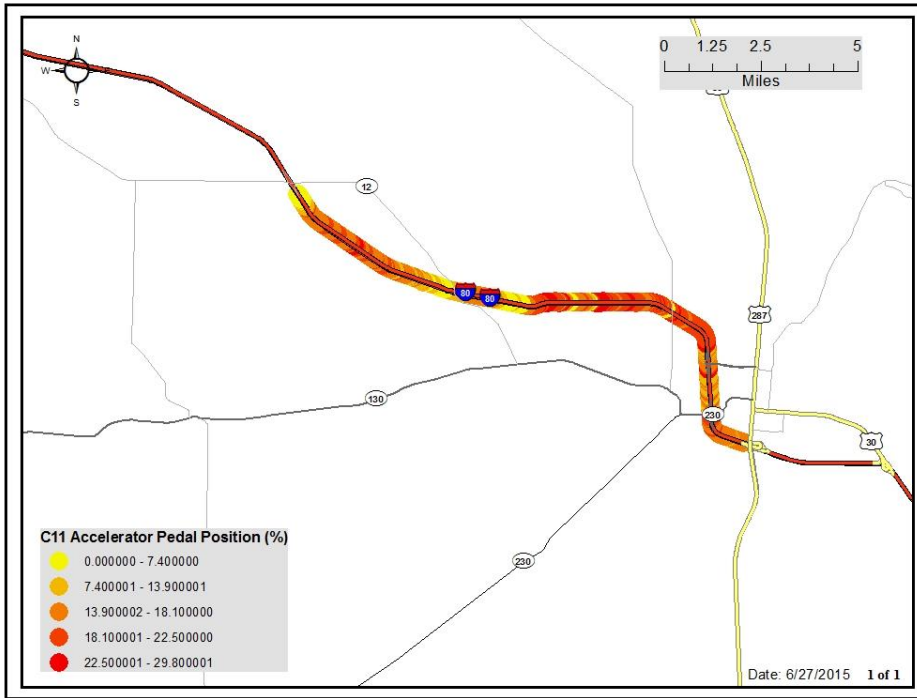 N
W
S
0 1.25 2.5 5
Miles
12
80 80
287
130
230
30
230
C11 Accelerator Pedal Position (%)
0.000000 - 7.400000
7.400001 - 13.900001
13.900002 - 18.100000
18.100001 - 22.500000
22.500001 - 29.800001
Date: 6/27/2015 1 of 1